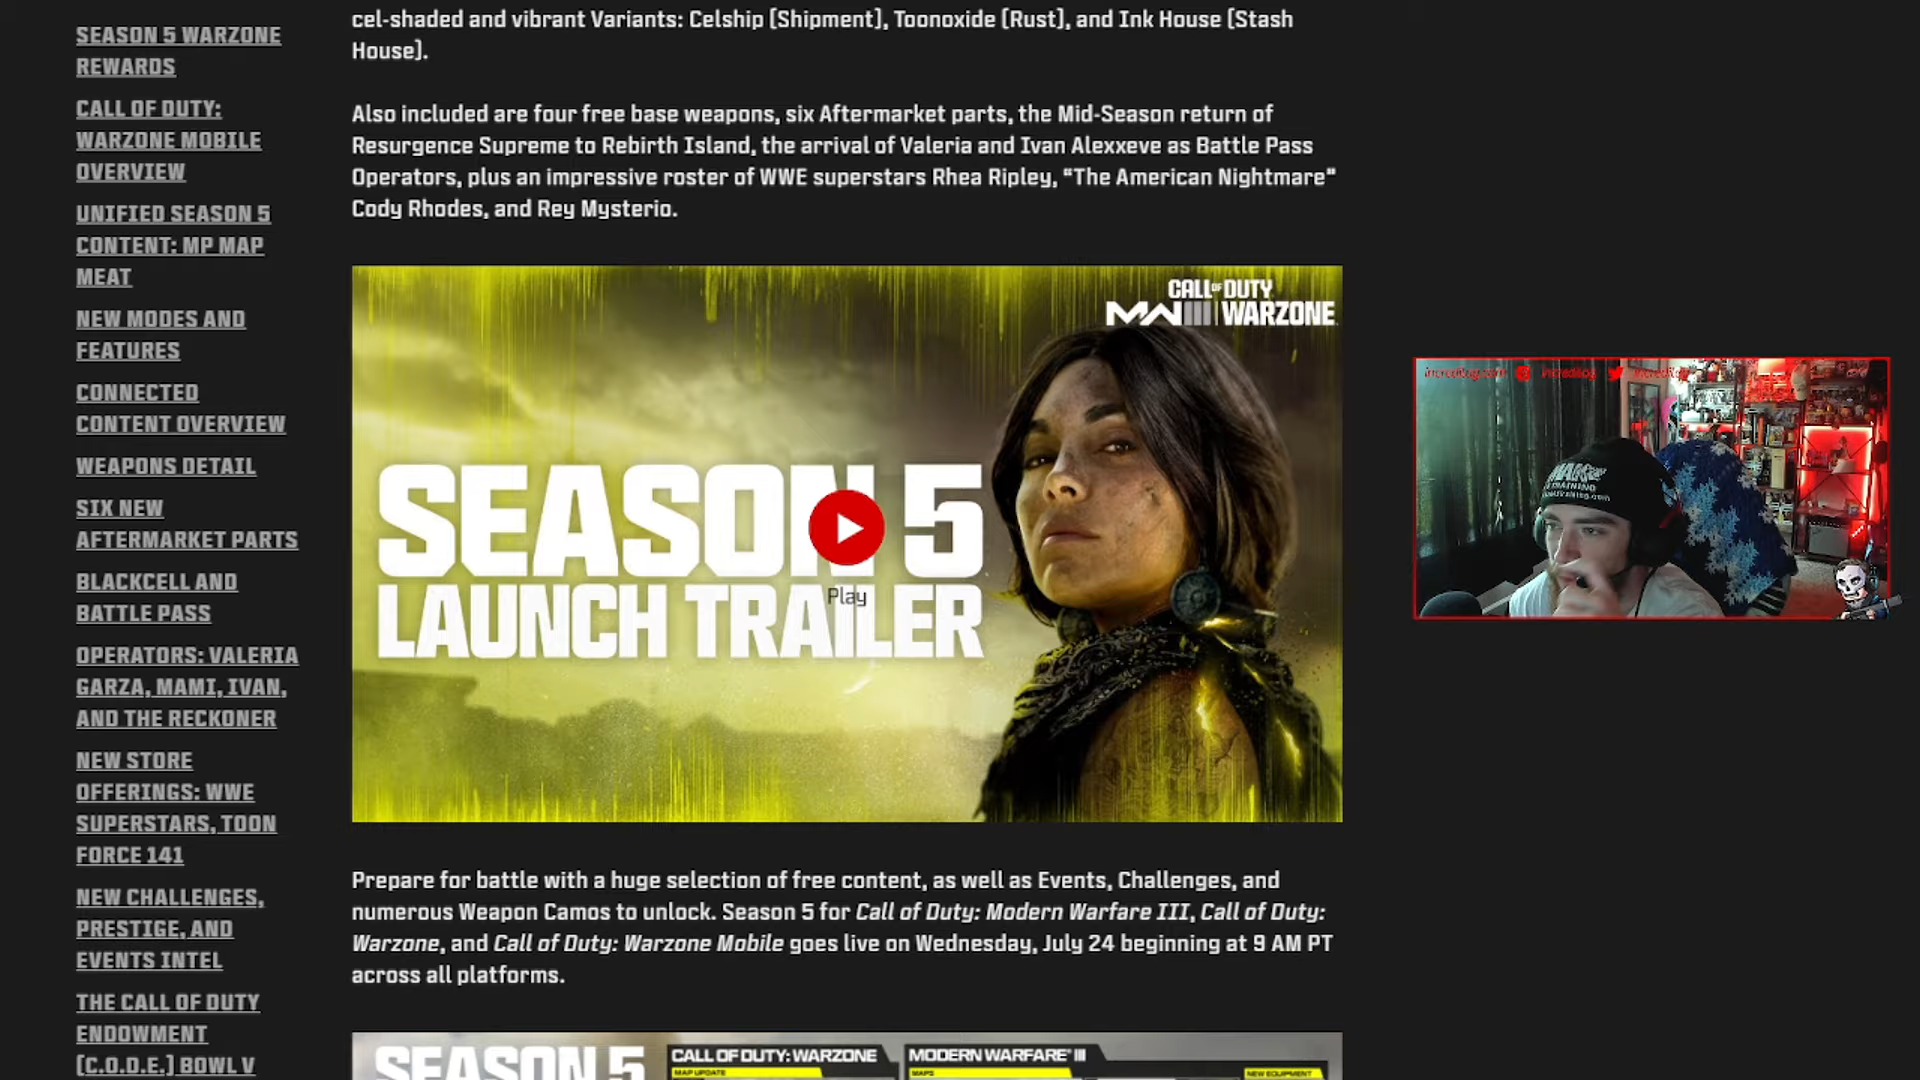 SEASON 5 WARZONE
REWARDS
CALL OF DUTY:
WARZONE MOBILE
OVERVIEW
UNIFIED SEASON 5
CONTENT: MP MAP
MEAT
NEW MODES AND
FEATURES
CONNECTED
CONTENT OVERVIEW
WEAPONS DETAIL
SIX NEW
AFTERMARKET PARTS
BLACKCELL AND
BATTLE PASS
OPERATORS: VALERIA
GARZA, MAMI, IVAN,
AND THE RECKONER
NEW STORE
OFFERINGS: WWE
SUPERSTARS, TOON
FORCE 141
NEW CHALLENGES,
PRESTIGE, AND
EVENTS INTEL
THE CALL OF DUTY
ENDOWMENT
[C.O.D.E.] BOWL V
cel-shaded and vibrant Variants: Celship [Shipment], Toonoxide [Rust], and Ink House [Stash
House].
Also included are four free base weapons, six Aftermarket parts, the Mid-Season return of
Resurgence Supreme to Rebirth Island, the arrival of Valeria and Ivan Alexxeve as Battle Pass
Operators, plus an impressive roster of WWE superstars Rhea Ripley, “The American Nightmare”
Cody Rhodes, and Rey Mysterio.
CALL OF DUTY
MWIII | WARZONE
SEASON 5
LAUNCH TRAILER
Play
Prepare for battle with a huge selection of free content, as well as Events, Challenges, and
numerous Weapon Camos to unlock. Season 5 for Call of Duty: Modern Warfare III, Call of Duty:
Warzone, and Call of Duty: Warzone Mobile goes live on Wednesday, July 24 beginning at 9 AM PT
across all platforms.
SEASON 5
CALL OF DUTY: WARZONE
MAP UPDATE
MODERN WARFARE III
MAPS
NEW EQUIPMENT